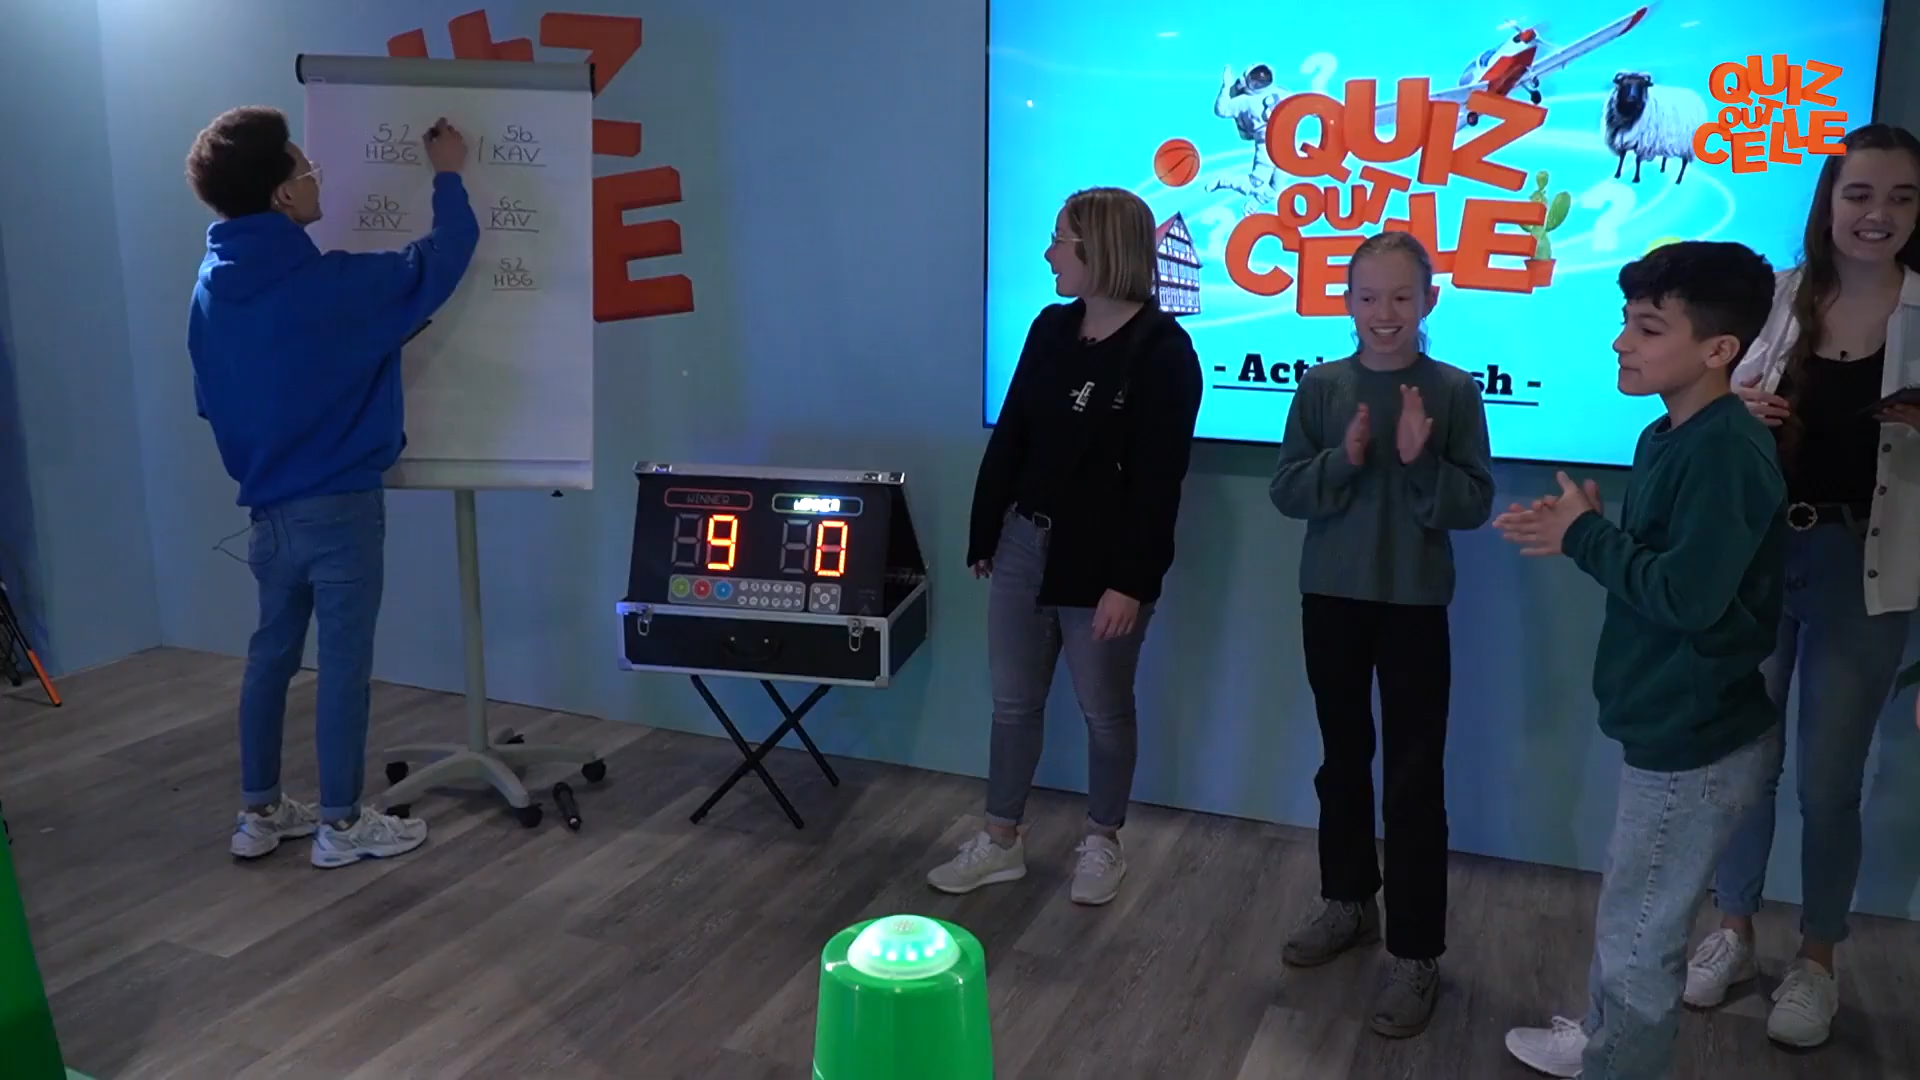 5.2 5b
HBG / KAV
5b 6c
KAV KAV
5.2
HBG
WINNER
9 0
QUIZ
OUT
CELLE
QUIZ
OUT
CELLE